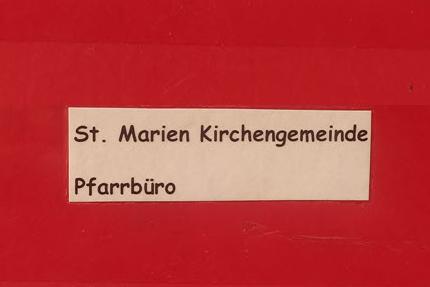 St. Marien Kirchengemeinde
Pfarrbüro